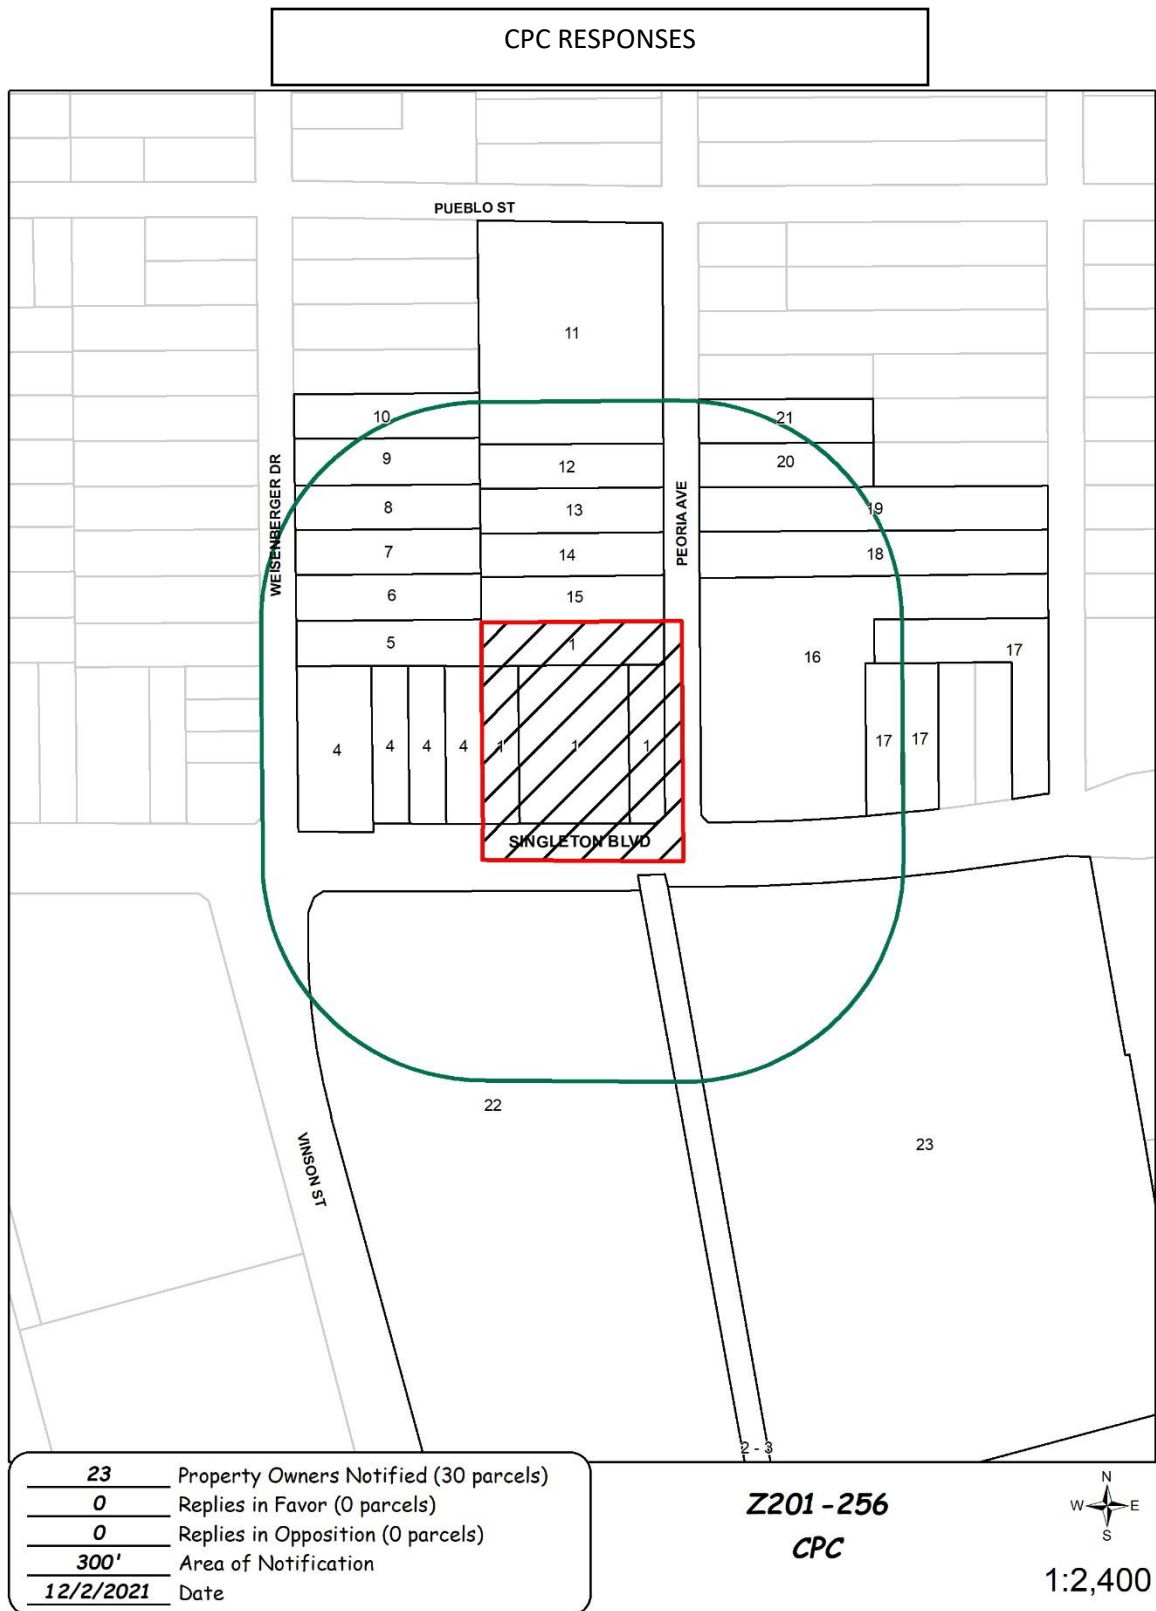 CPC RESPONSES
PUEBLO ST
11
10
21
9
12
20
WEISENBERGER DR
PEORIA AVE
8
13
19
7
14
18
6
15
5
1
16
17
4
4
4
4
1
1
1
17
17
SINGLETON BLVD
22
23
VINSON ST
2 - 3
23 Property Owners Notified (30 parcels)
0 Replies in Favor (0 parcels)
0 Replies in Opposition (0 parcels)
300' Area of Notification
12/2/2021 Date
Z201-256
CPC
N
W E
S
1:2,400